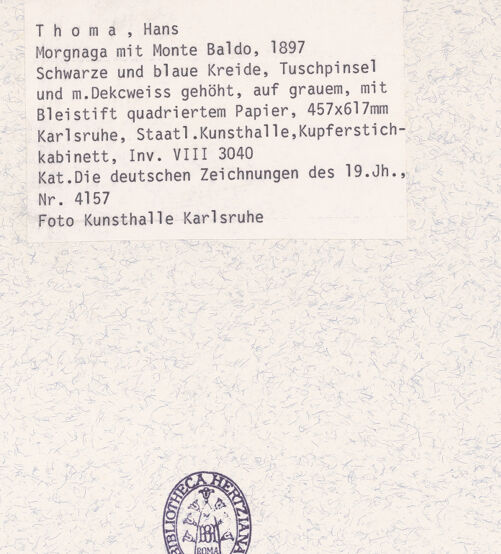 T h o m a , Hans
Morgnaga mit Monte Baldo, 1897
Schwarze und blaue Kreide, Tuschpinsel
und m.Dekcweiss gehöht, auf grauem, mit
Bleistift quadriertem Papier, 457x617mm
Karlsruhe, Staatl.Kunsthalle,Kupferstich-
kabinett, Inv. VIII 3040
Kat.Die deutschen Zeichnungen des 19.Jh.,
Nr. 4157
Foto Kunsthalle Karlsruhe
BIBLIOTHECA HERTZIANA
ROMA